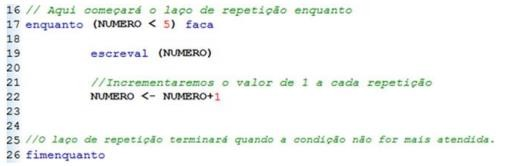 16 // Aqui começará o laço de repetição enquanto
17 enquanto (NUMERO < 5) faca
18
19 escreval (NUMERO)
20
21 //Incrementaremos o valor de 1 a cada repetição
22 NUMERO <- NUMERO+1
23
24
25 //O laço de repetição terminará quando a condição não for mais atendida.
26 fimenquanto